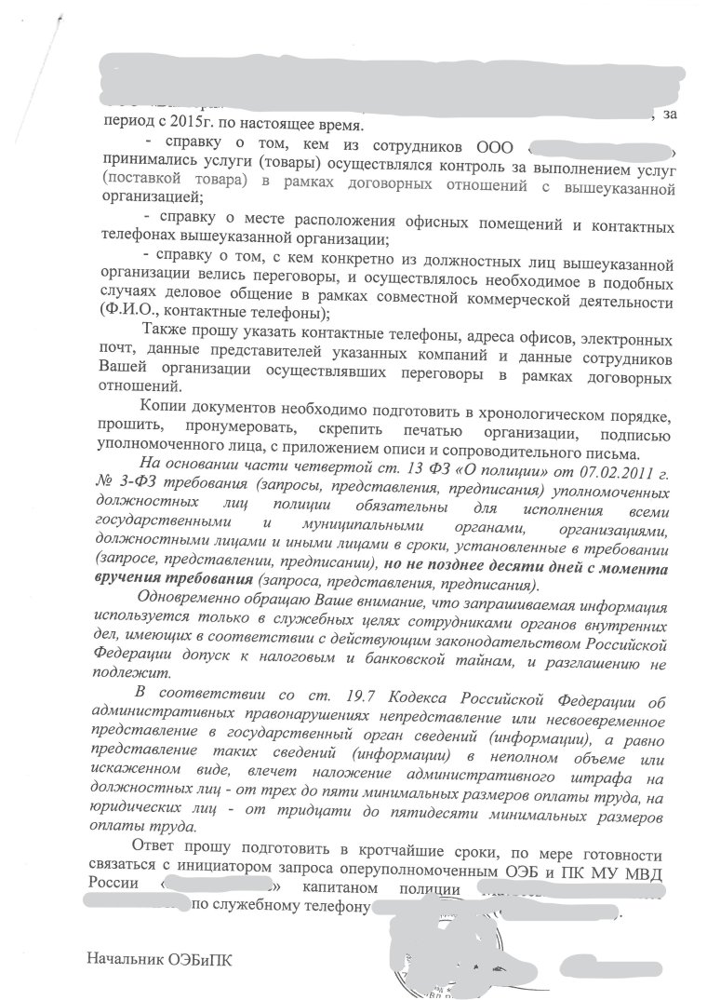 , за
период с 2015г. по настоящее время.
- справку о том, кем из сотрудников ООО « »
принимались услуги (товары) осуществлялся контроль за выполнением услуг
(поставкой товара) в рамках договорных отношений с вышеуказанной
организацией;
- справку о месте расположения офисных помещений и контактных
телефонах вышеуказанной организации;
- справку о том, с кем конкретно из должностных лиц вышеуказанной
организации велись переговоры, и осуществлялось необходимое в подобных
случаях деловое общение в рамках совместной коммерческой деятельности
(Ф.И.О., контактные телефоны);
Также прошу указать контактные телефоны, адреса офисов, электронных
почт, данные представителей указанных компаний и данные сотрудников
Вашей организации осуществлявших переговоры в рамках договорных
отношений.
Копии документов необходимо подготовить в хронологическом порядке,
прошить, пронумеровать, скрепить печатью организации, подписью
уполномоченного лица, с приложением описи и сопроводительного письма.
На основании части четвертой ст. 13 ФЗ «О полиции» от 07.02.2011 г.
№ 3-ФЗ требования (запросы, представления, предписания) уполномоченных
должностных лиц полиции обязательны для исполнения всеми
государственными и муниципальными органами, организациями,
должностными лицами и иными лицами в сроки, установленные в требовании
(запросе, представлении, предписании), но не позднее десяти дней с момента
вручения требования (запроса, представления, предписания).
Одновременно обращаю Ваше внимание, что запрашиваемая информация
используется только в служебных целях сотрудниками органов внутренних
дел, имеющих в соответствии с действующим законодательством Российской
Федерации допуск к налоговым и банковской тайнам, и разглашению не
подлежит.
В соответствии со ст. 19.7 Кодекса Российской Федерации об
административных правонарушениях непредставление или несвоевременное
представление в государственный орган сведений (информации), а равно
представление таких сведений (информации) в неполном объеме или
искаженном виде, влечет наложение административного штрафа на
должностных лиц - от трех до пяти минимальных размеров оплаты труда, на
юридических лиц - от тридцати до пятидесяти минимальных размеров
оплаты труда.
Ответ прошу подготовить в кротчайшие сроки, по мере готовности
связаться с инициатором запроса оперуполномоченным ОЭБ и ПК МУ МВД
России « » капитаном полиции
по служебному телефону ( ).
Начальник ОЭБиПК